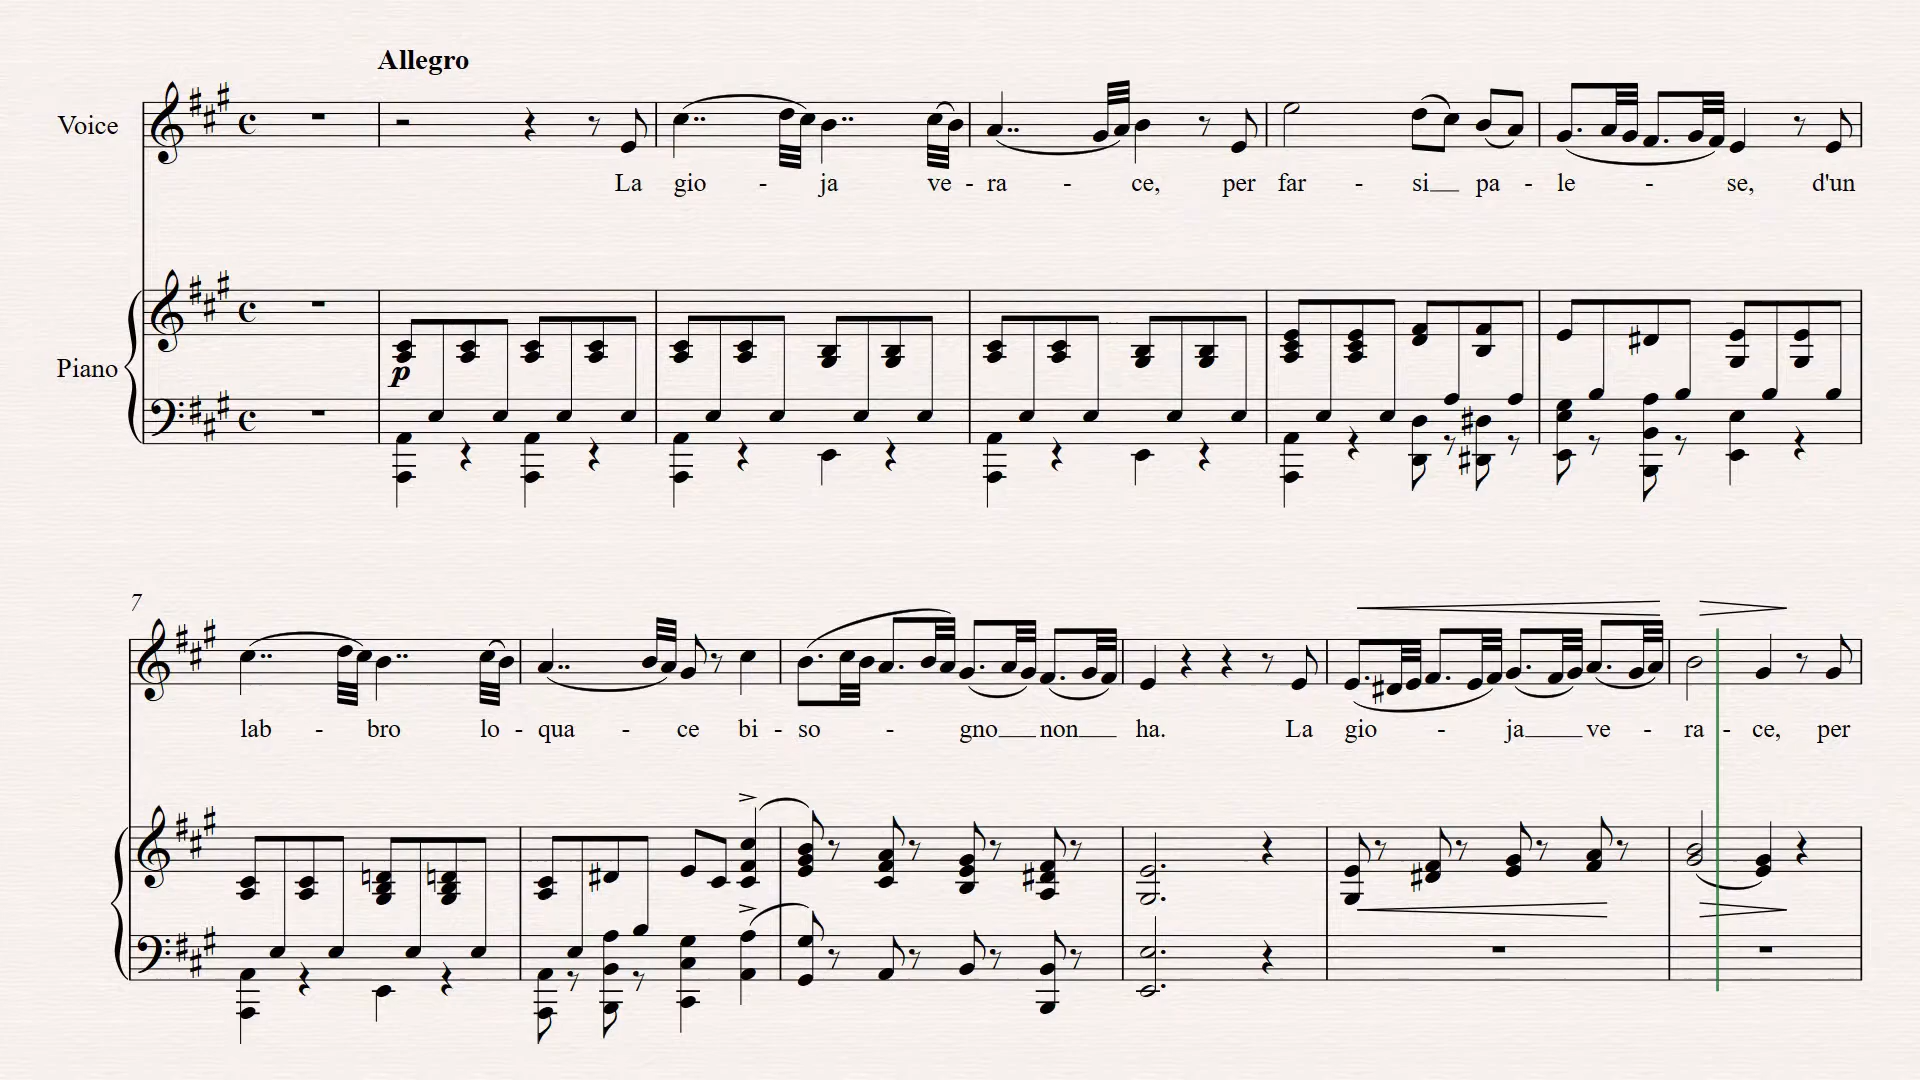 Allegro
Voice
La gio - ja ve - ra - ce, per far - si pa - le - se, d'un
p
Piano
7
lab - bro lo - qua - ce bi - so - gno non ha. La gio - ja ve - ra - ce, per